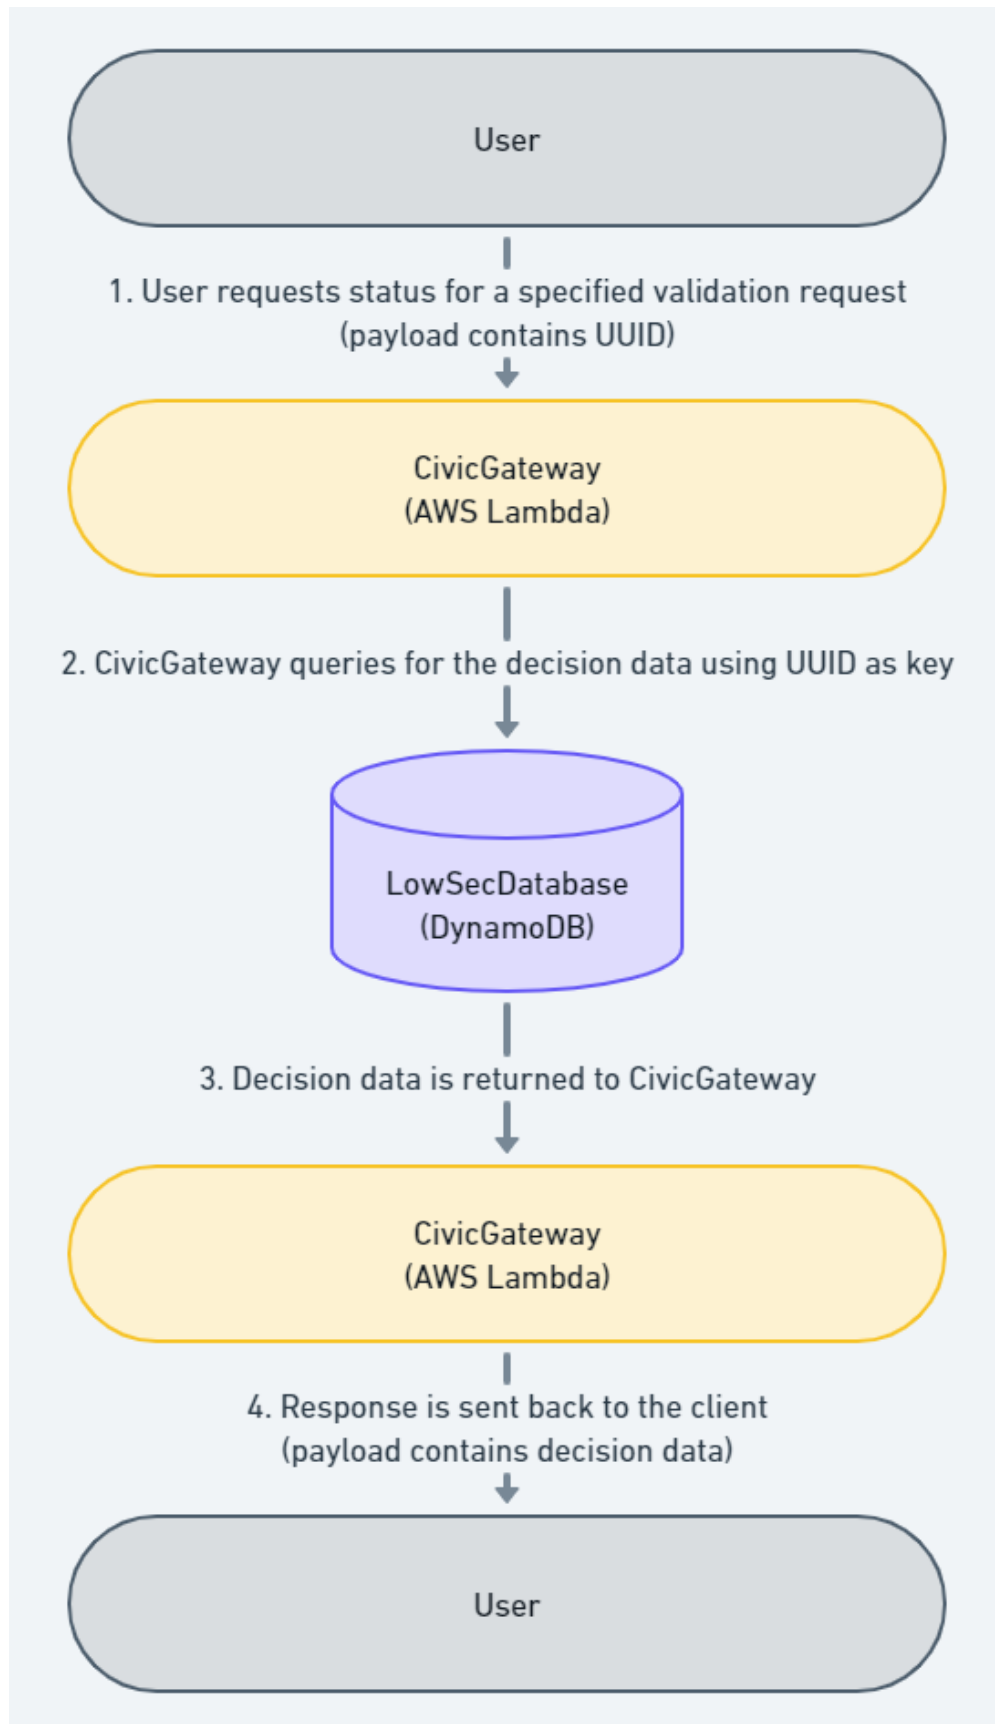 User
1. User requests status for a specified validation request
(payload contains UUID)
CivicGateway
(AWS Lambda)
2. CivicGateway queries for the decision data using UUID as key
LowSecDatabase
(DynamoDB)
3. Decision data is returned to CivicGateway
CivicGateway
(AWS Lambda)
4. Response is sent back to the client
(payload contains decision data)
User